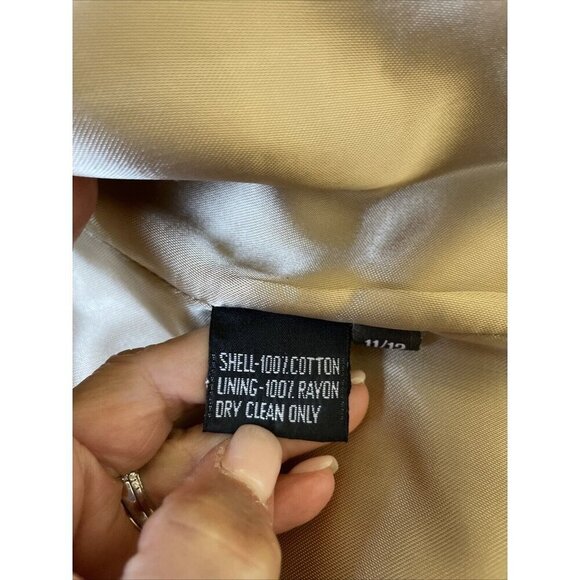 SHELL-100% COTTON
LINING-100% RAYON
DRY CLEAN ONLY
11/12